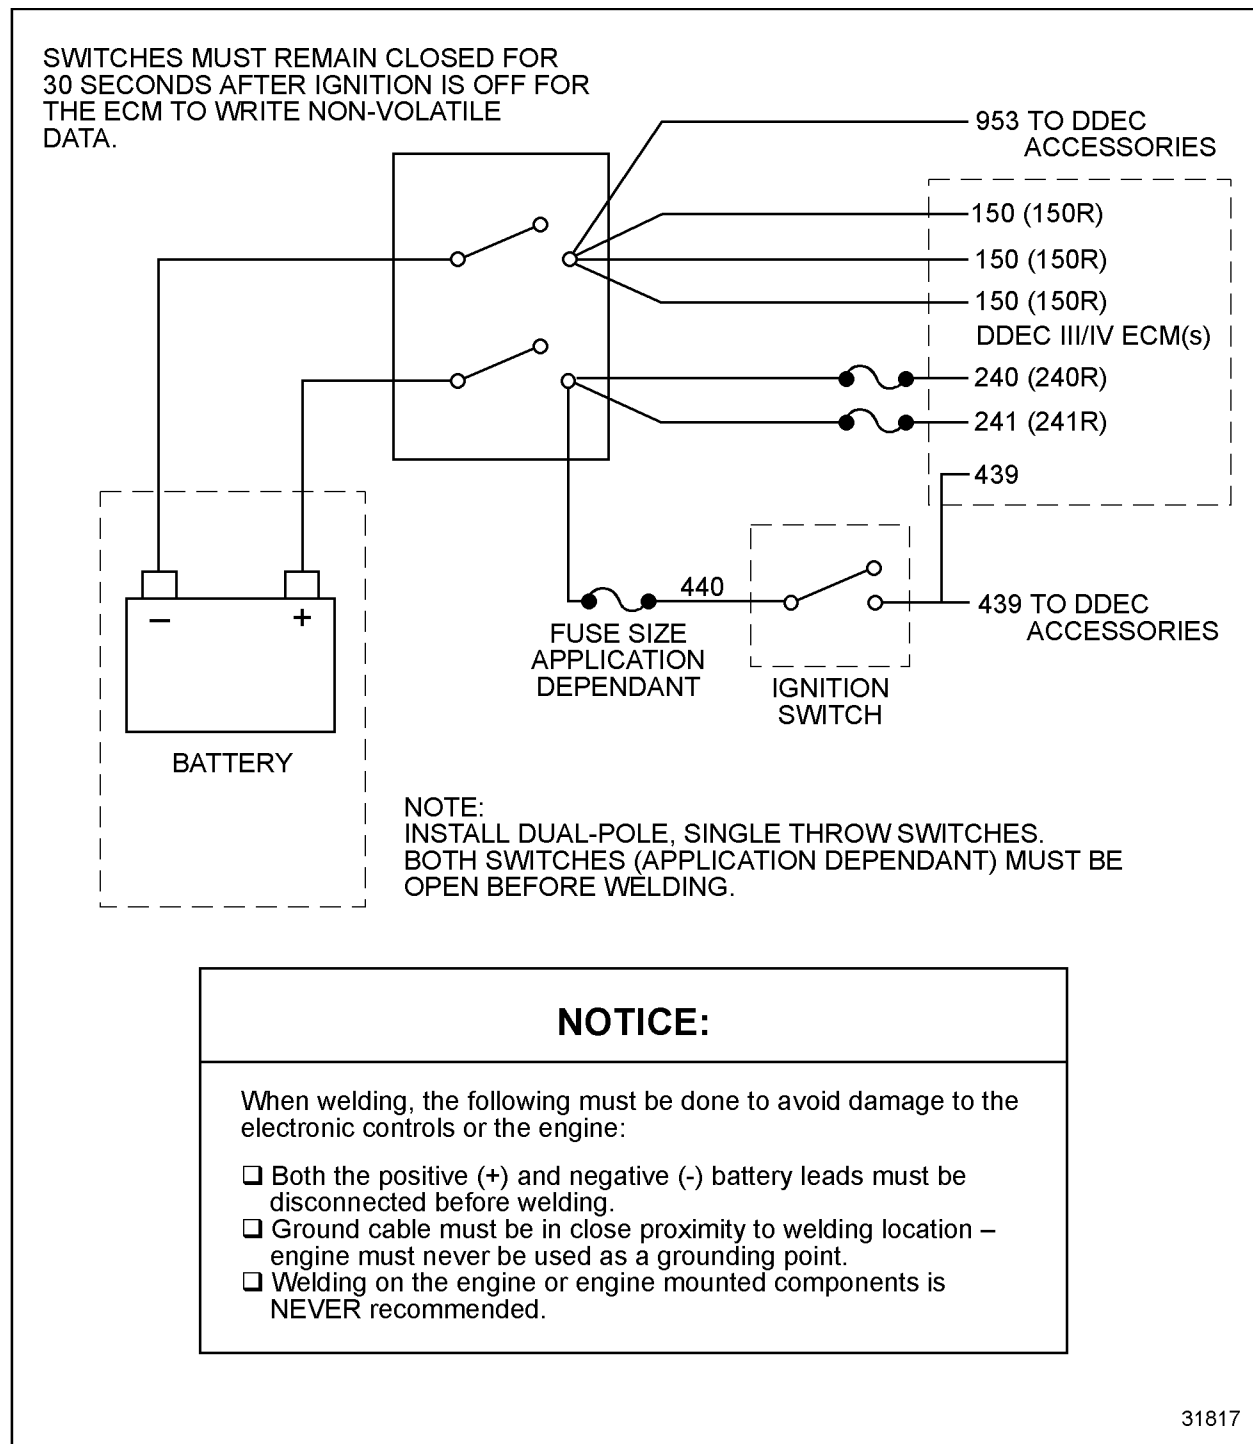 SWITCHES MUST REMAIN CLOSED FOR
30 SECONDS AFTER IGNITION IS OFF FOR
THE ECM TO WRITE NON-VOLATILE
DATA.
953 TO DDEC
ACCESSORIES
150 (150R)
150 (150R)
150 (150R)
DDEC III/IV ECM(s)
240 (240R)
241 (241R)
439
440
439 TO DDEC
ACCESSORIES
FUSE SIZE
APPLICATION
DEPENDANT
IGNITION
SWITCH
– +
BATTERY
NOTE:
INSTALL DUAL-POLE, SINGLE THROW SWITCHES.
BOTH SWITCHES (APPLICATION DEPENDANT) MUST BE
OPEN BEFORE WELDING.
NOTICE:
When welding, the following must be done to avoid damage to the
electronic controls or the engine:
❑ Both the positive (+) and negative (-) battery leads must be
disconnected before welding.
❑ Ground cable must be in close proximity to welding location –
engine must never be used as a grounding point.
❑ Welding on the engine or engine mounted components is
NEVER recommended.
31817